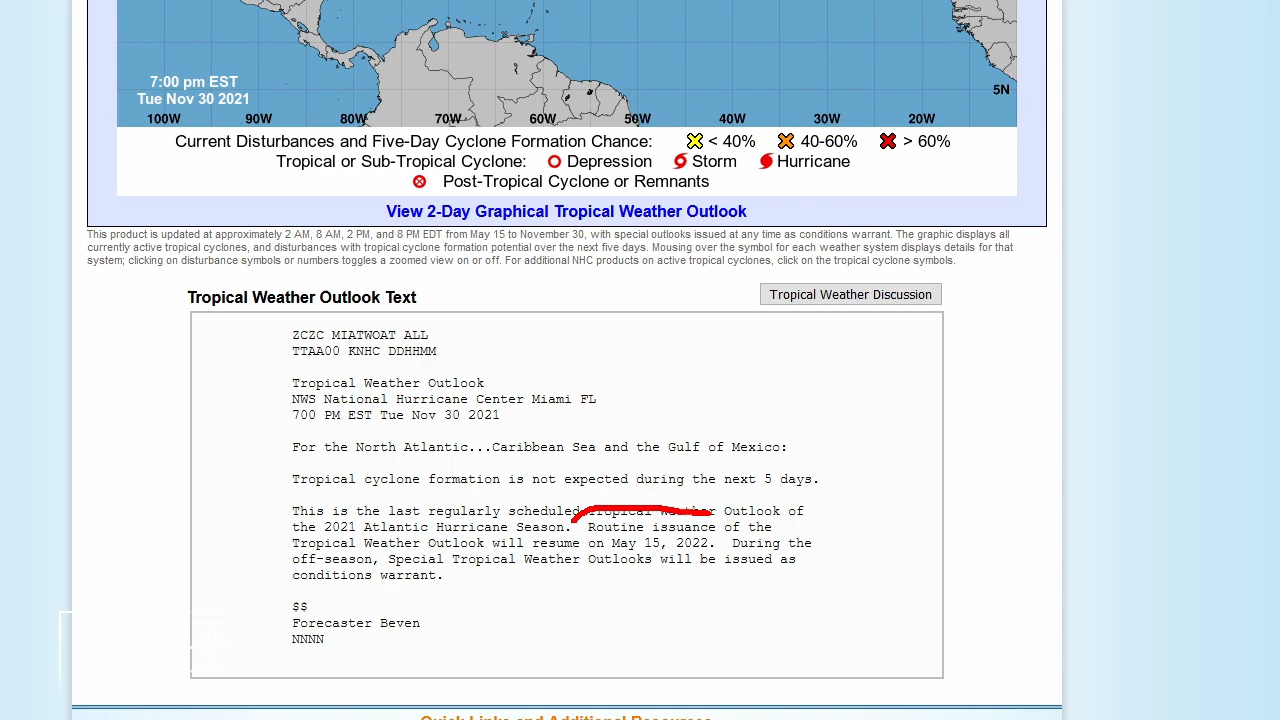 7:00 pm EST
Tue Nov 30 2021
5N
100W 90W 80W 70W 60W 50W 40W 30W 20W
Current Disturbances and Five-Day Cyclone Formation Chance: < 40% 40-60% > 60%
Tropical or Sub-Tropical Cyclone: Depression Storm Hurricane
Post-Tropical Cyclone or Remnants
View 2-Day Graphical Tropical Weather Outlook
This product is updated at approximately 2 AM, 8 AM, 2 PM, and 8 PM EDT from May 15 to November 30, with special outlooks issued at any time as conditions warrant. The graphic displays all
currently active tropical cyclones, and disturbances with tropical cyclone formation potential over the next five days. Mousing over the symbol for each weather system displays details for that
system; clicking on disturbance symbols or numbers toggles a zoomed view on or off. For additional NHC products on active tropical cyclones, click on the tropical cyclone symbols.
Tropical Weather Outlook Text
Tropical Weather Discussion
ZCZC MIATWOAT ALL
TTAA00 KNHC DDHHMM
Tropical Weather Outlook
NWS National Hurricane Center Miami FL
700 PM EST Tue Nov 30 2021
For the North Atlantic...Caribbean Sea and the Gulf of Mexico:
Tropical cyclone formation is not expected during the next 5 days.
This is the last regularly scheduled Tropical Weather Outlook of
the 2021 Atlantic Hurricane Season. Routine issuance of the
Tropical Weather Outlook will resume on May 15, 2022. During the
off-season, Special Tropical Weather Outlooks will be issued as
conditions warrant.
$$
Forecaster Beven
NNNN
Quick Links and Additional Resources